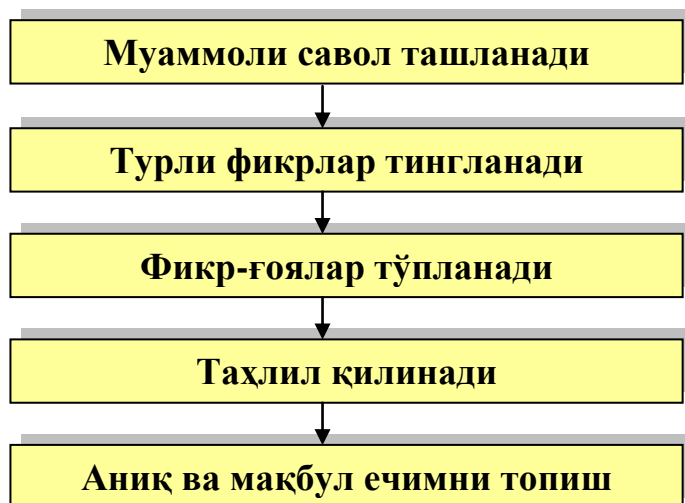 Муаммоли савол ташланади
Турли фикрлар тингланади
Фикр-ғоялар тўпланади
Таҳлил қилинади
Аниқ ва мақбул ечимни топиш